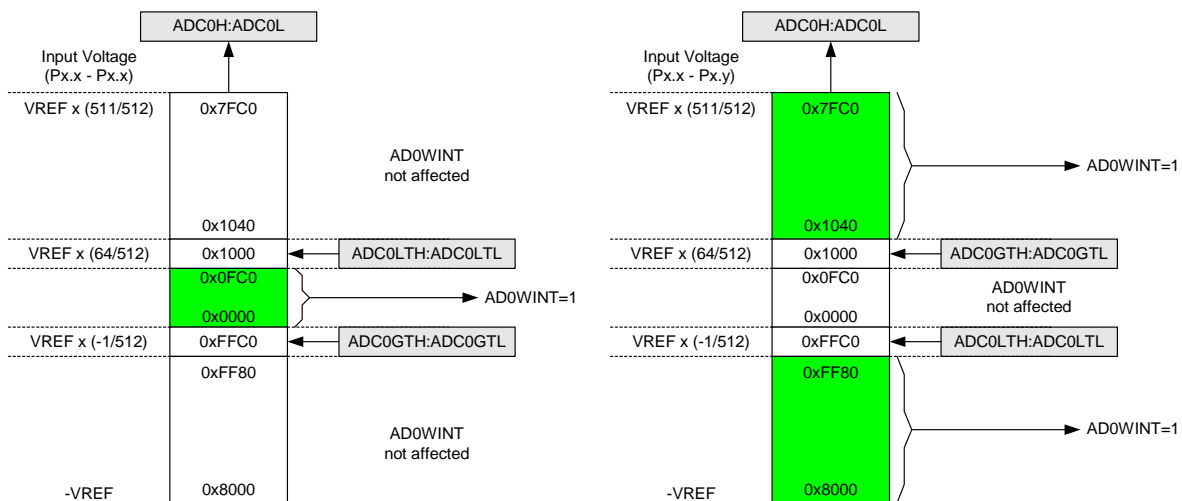 ADC0H:ADC0L
Input Voltage
(Px.x - Px.x)
VREF x (511/512)
0x7FC0
AD0WINT
not affected
0x1040
VREF x (64/512)
0x1000
ADC0LTH:ADC0LTL
0x0FC0
AD0WINT=1
0x0000
VREF x (-1/512)
0xFFC0
ADC0GTH:ADC0GTL
0xFF80
AD0WINT
not affected
-VREF
0x8000
ADC0H:ADC0L
Input Voltage
(Px.x - Px.y)
VREF x (511/512)
0x7FC0
AD0WINT=1
0x1040
VREF x (64/512)
0x1000
ADC0GTH:ADC0GTL
0x0FC0
AD0WINT
not affected
0x0000
VREF x (-1/512)
0xFFC0
ADC0LTH:ADC0LTL
0xFF80
AD0WINT=1
-VREF
0x8000